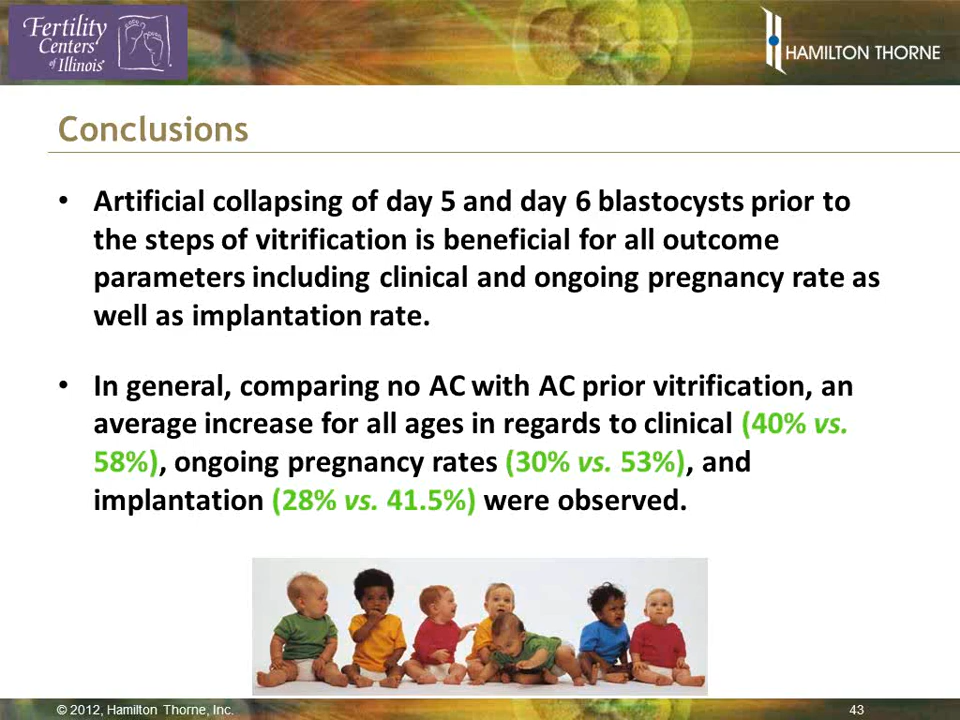 Fertility
Centers®
of Illinois®
HAMILTON THORNE
Conclusions
• Artificial collapsing of day 5 and day 6 blastocysts prior to
the steps of vitrification is beneficial for all outcome
parameters including clinical and ongoing pregnancy rate as
well as implantation rate.
• In general, comparing no AC with AC prior vitrification, an
average increase for all ages in regards to clinical (40% vs.
58%), ongoing pregnancy rates (30% vs. 53%), and
implantation (28% vs. 41.5%) were observed.
© 2012, Hamilton Thorne, Inc.
43